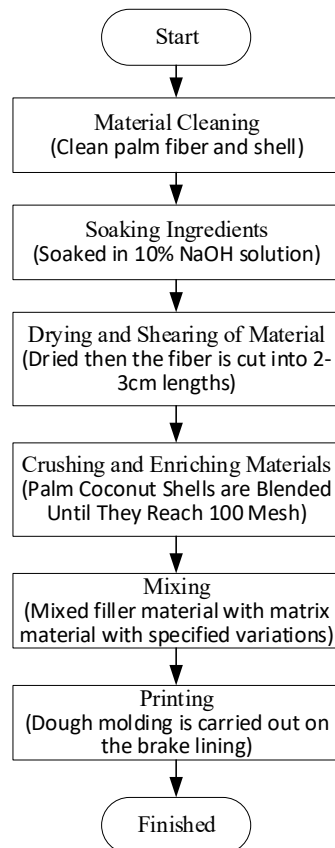 Start
Material Cleaning
(Clean palm fiber and shell)
Soaking Ingredients
(Soaked in 10% NaOH solution)
Drying and Shearing of Material
(Dried then the fiber is cut into 2-
3cm lengths)
Crushing and Enriching Materials
(Palm Coconut Shells are Blended
Until They Reach 100 Mesh)
Mixing
(Mixed filler material with matrix
material with specified variations)
Printing
(Dough molding is carried out on
the brake lining)
Finished